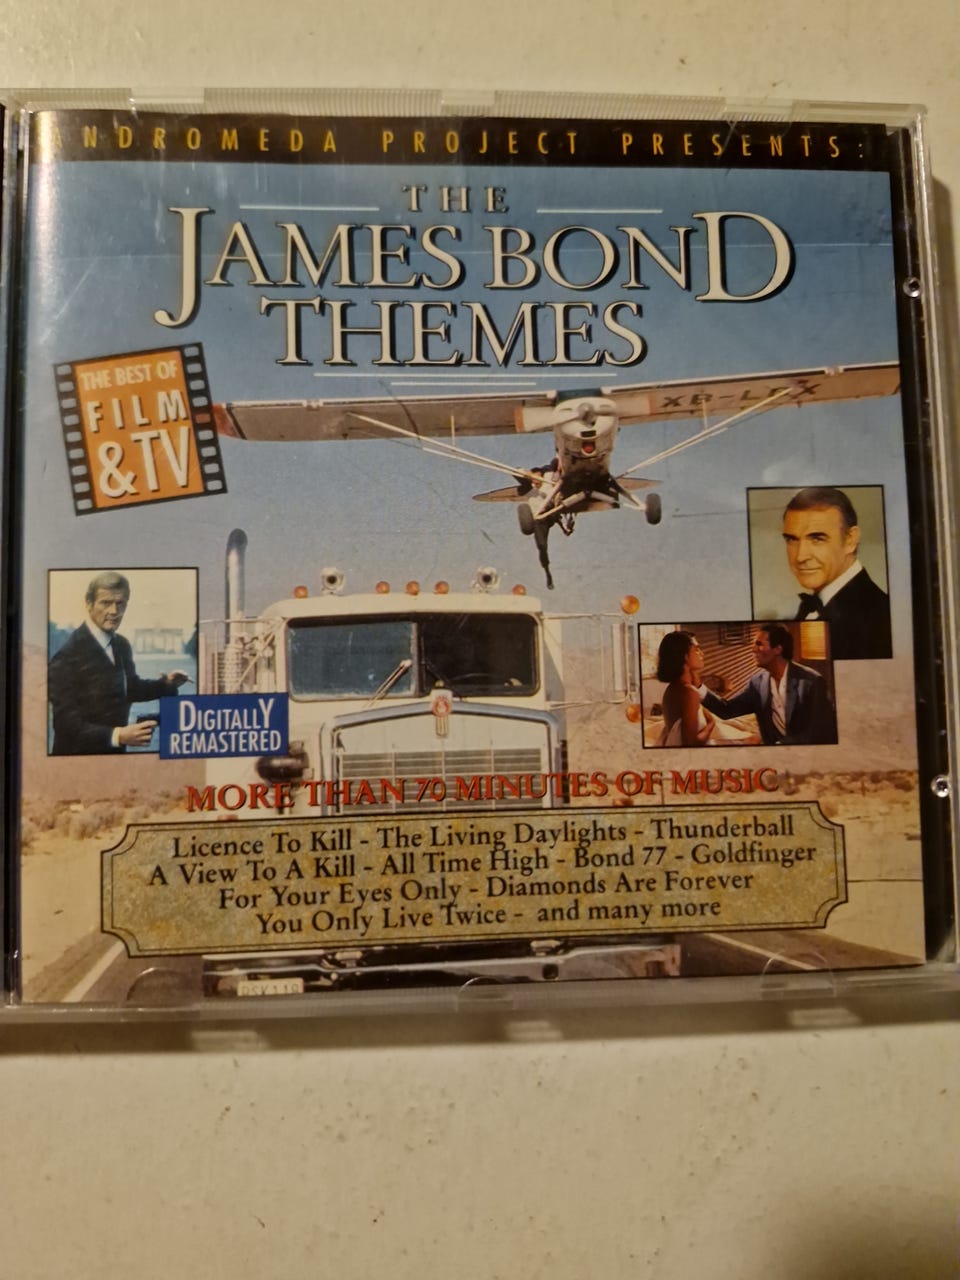 ANDROMEDA PROJECT PRESENTS:
THE
JAMES BOND
THEMES
THE BEST OF
FILM
& TV
DIGITALLY
REMASTERED
MORE THAN 70 MINUTES OF MUSIC
Licence To Kill - The Living Daylights - Thunderball
A View To A Kill - All Time High - Bond 77 - Goldfinger
For Your Eyes Only - Diamonds Are Forever
You Only Live Twice - and many more